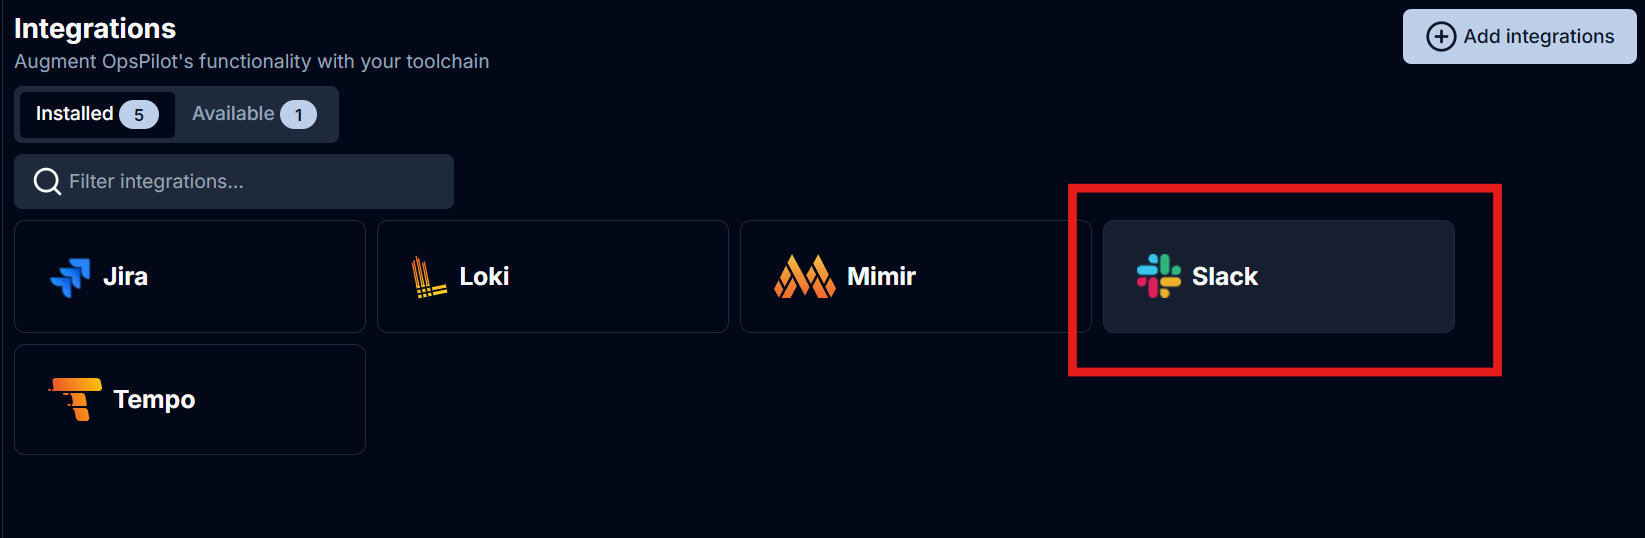 Integrations
Add integrations
Augment OpsPilot's functionality with your toolchain
Installed 5 Available 1
Filter integrations...
Jira
Loki
Mimir
Slack
Tempo